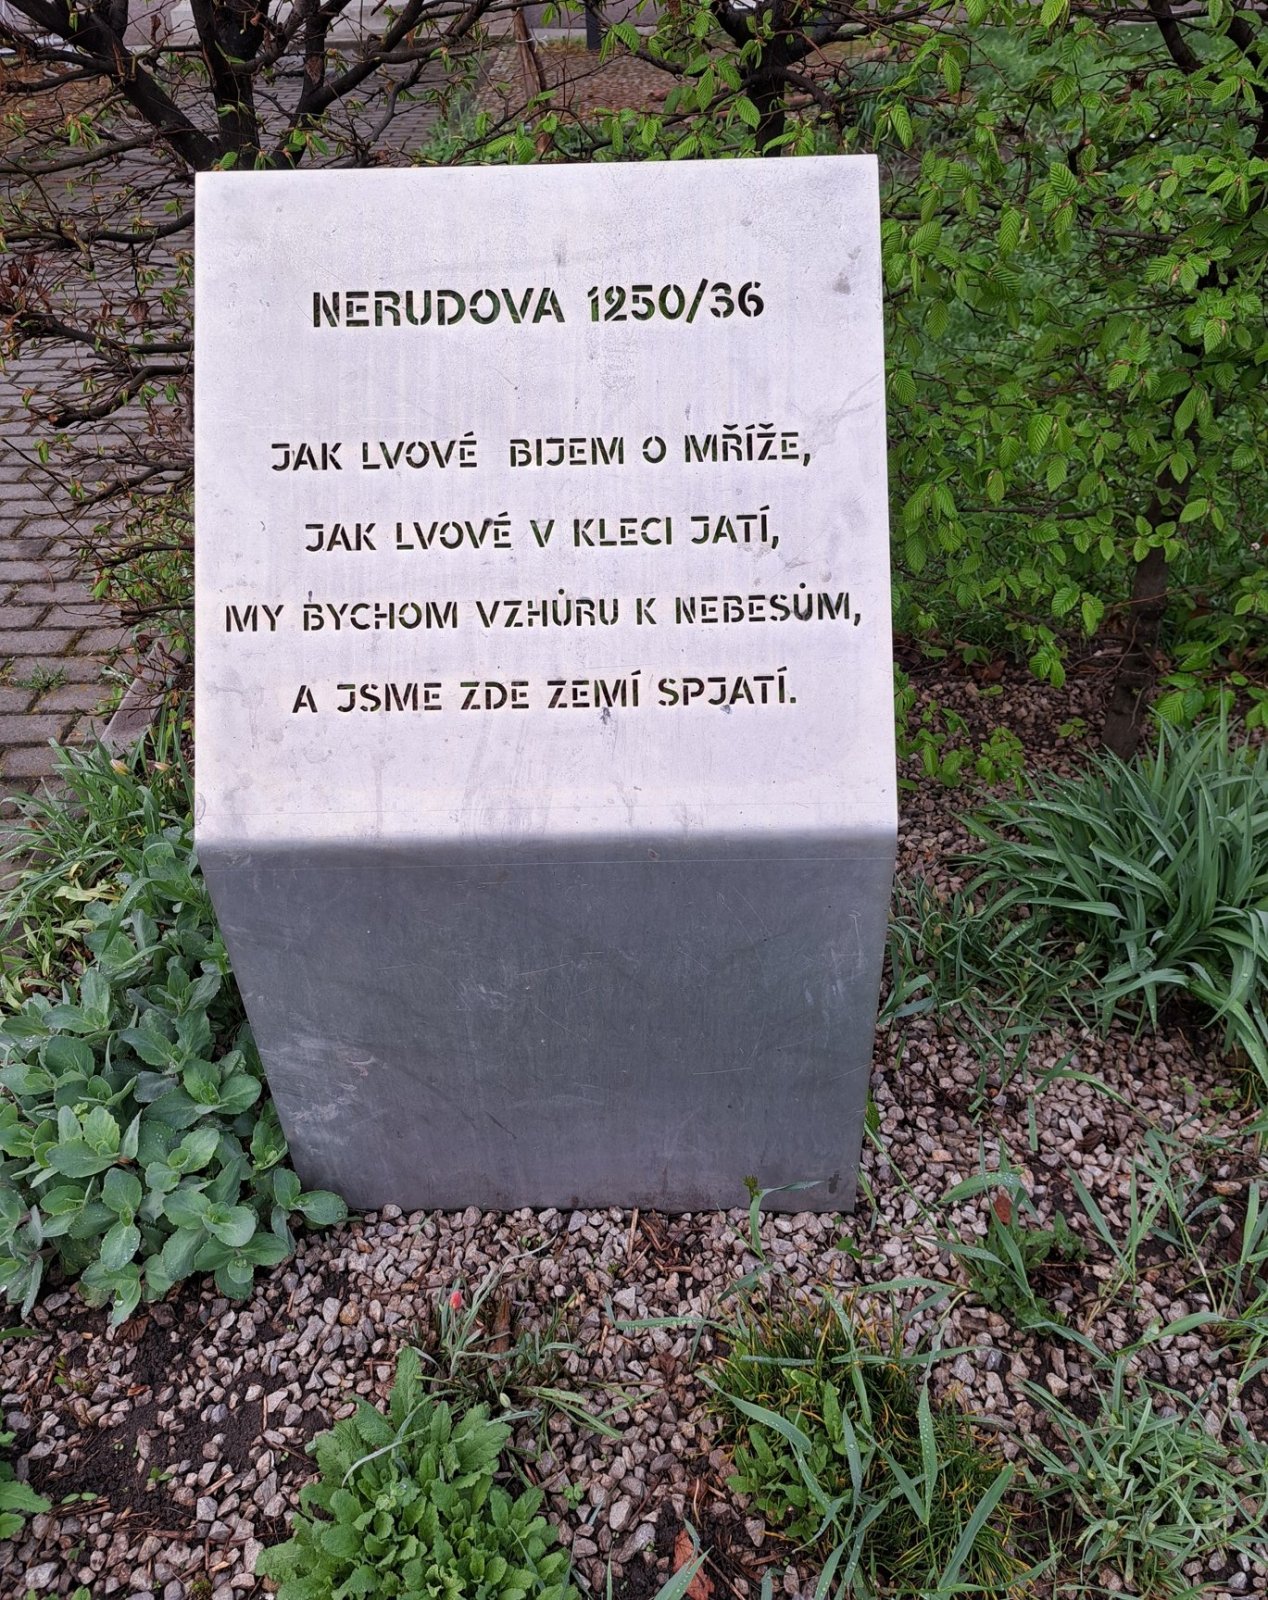 NERUDOVA 1250/36
JAK LVOVÉ BIJEM O MŘÍŽE,
JAK LVOVÉ V KLECI JATÍ,
MY BYCHOM VZHŮRU K NEBESŮM,
A JSME ZDE ZEMÍ SPJATÍ.